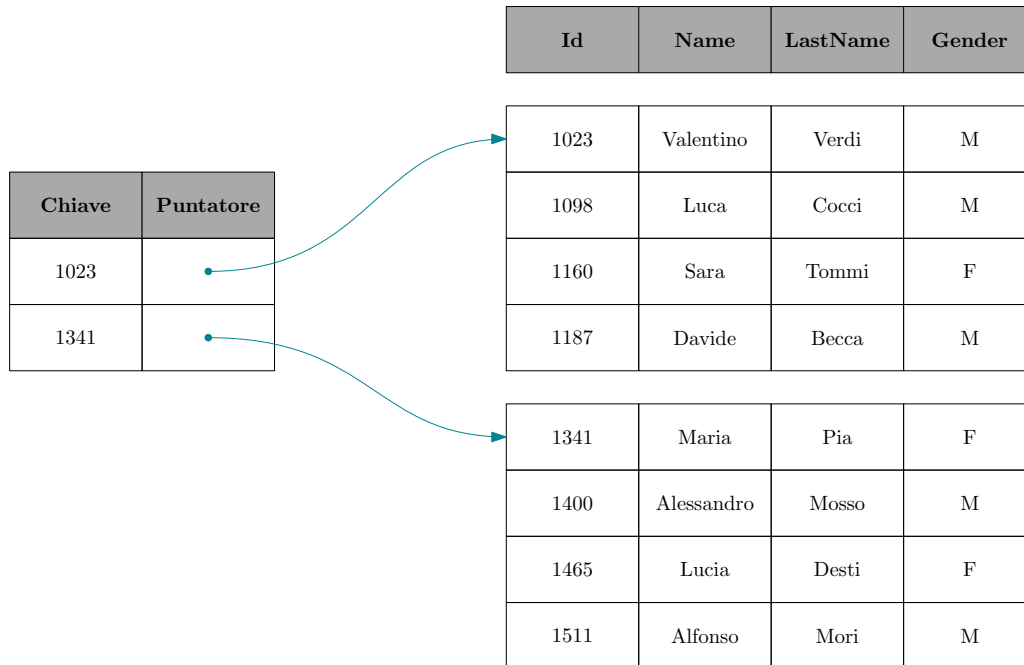 Id Name LastName Gender
1023 Valentino Verdi M
1098 Luca Cocci M
1160 Sara Tommi F
1187 Davide Becca M
1341 Maria Pia F
1400 Alessandro Mosso M
1465 Lucia Desti F
1511 Alfonso Mori M
Chiave Puntatore
1023
1341